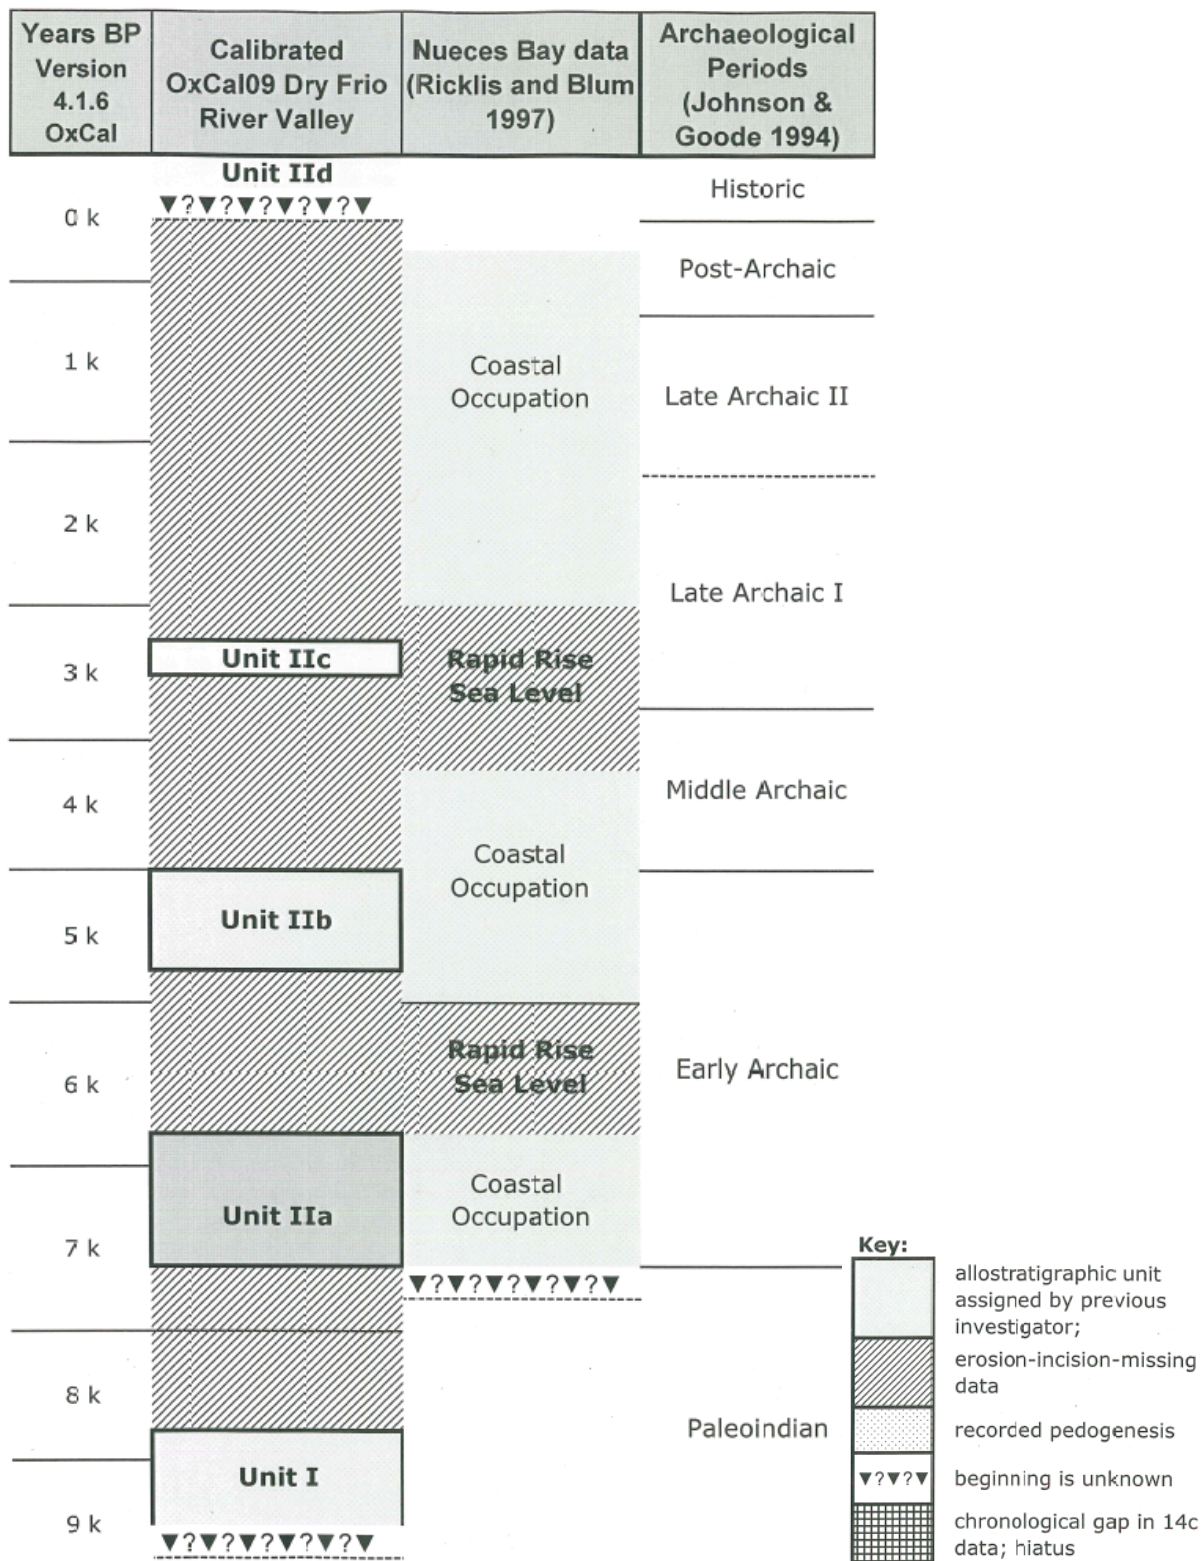 Years BP
Version
4.1.6
OxCal
Calibrated
OxCal09 Dry Frio
River Valley
Nueces Bay data
(Ricklis and Blum
1997)
Archaeological
Periods
(Johnson &
Goode 1994)
Unit IId
▼?▼?▼?▼?▼?▼
Historic
0 k
Post-Archaic
1 k
Coastal
Occupation
Late Archaic II
2 k
Late Archaic I
Unit IIc
3 k
Rapid Rise
Sea Level
Middle Archaic
4 k
Coastal
Occupation
Unit IIb
5 k
Rapid Rise
Sea Level
Early Archaic
6 k
Coastal
Occupation
Unit IIa
7 k
▼?▼?▼?▼?▼?▼
8 k
Paleoindian
Unit I
9 k
▼?▼?▼?▼?▼?▼
Key:
allostratigraphic unit
assigned by previous
investigator;
erosion-incision-missing
data
recorded pedogenesis
▼?▼?▼
beginning is unknown
chronological gap in 14c
data; hiatus